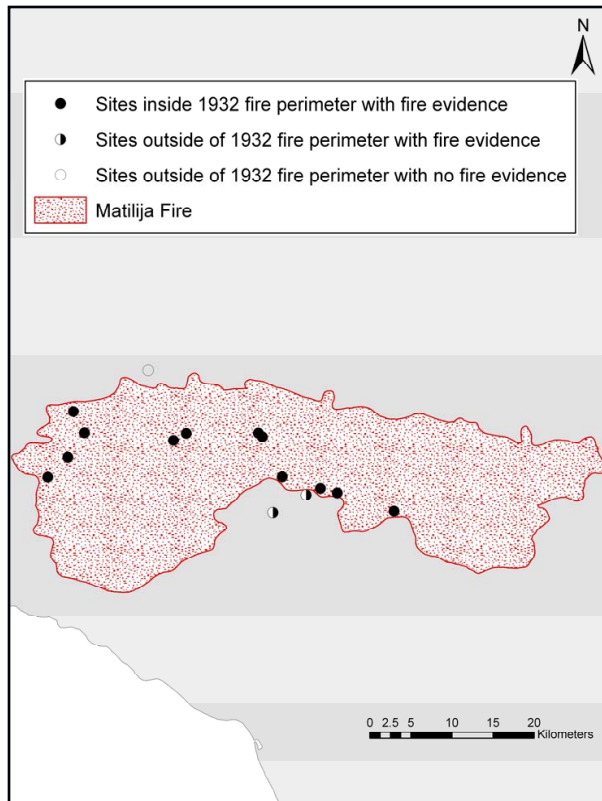 N
Sites inside 1932 fire perimeter with fire evidence
Sites outside of 1932 fire perimeter with fire evidence
Sites outside of 1932 fire perimeter with no fire evidence
Matilija Fire
0 2.5 5 10 15 20
Kilometers